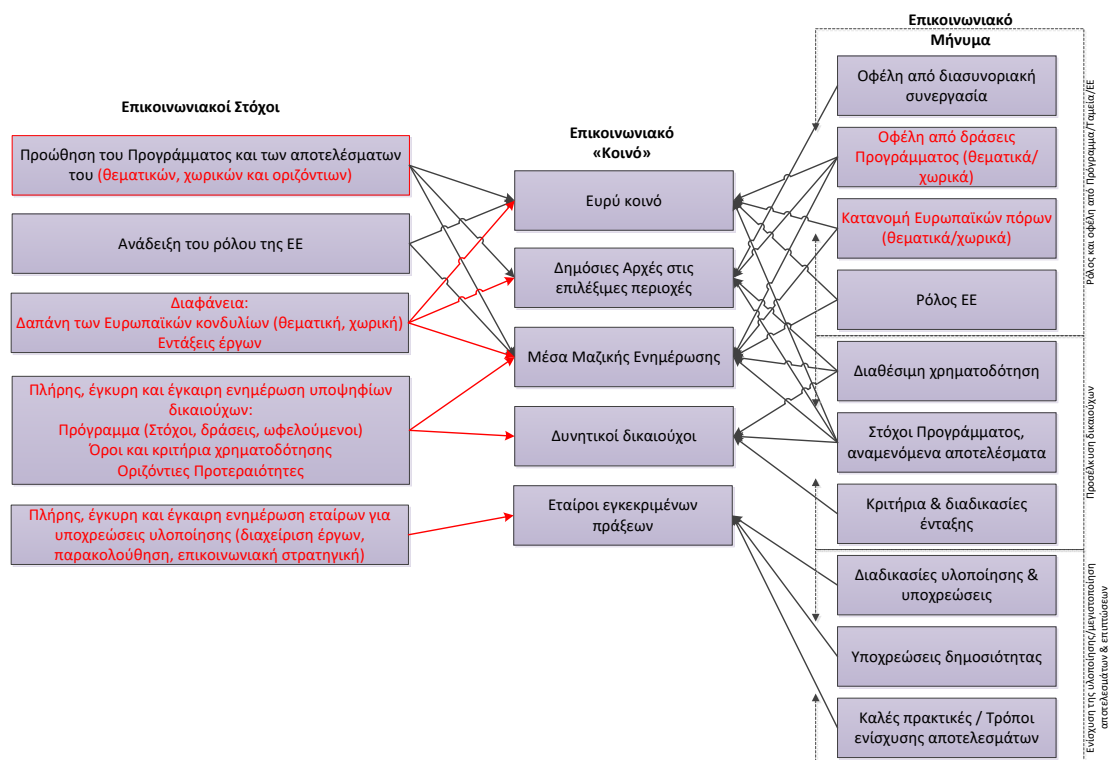 Επικοινωνιακοί Στόχοι
Προώθηση του Προγράμματος και των αποτελέσματων
του (θεματικών, χωρικών και οριζόντιων)
Ανάδειξη του ρόλου της ΕΕ
Διαφάνεια:
Δαπάνη των Ευρωπαϊκών κονδυλίων (θεματική, χωρική)
Εντάξεις έργων
Πλήρης, έγκυρη και έγκαιρη ενημέρωση υποψηφίων
δικαιούχων:
Πρόγραμμα (Στόχοι, δράσεις, ωφελούμενοι)
Όροι και κριτήρια χρηματοδότησης
Οριζόντιες Προτεραιότητες
Πλήρης, έγκυρη και έγκαιρη ενημέρωση εταίρων για
υποχρεώσεις υλοποίησης (διαχείριση έργων,
παρακολούθηση, επικοινωνιακή στρατηγική)
Επικοινωνιακό
«Κοινό»
Ευρύ κοινό
Δημόσιες Αρχές στις
επιλέξιμες περιοχές
Μέσα Μαζικής Ενημέρωσης
Δυνητικοί δικαιούχοι
Εταίροι εγκεκριμένων
πράξεων
Επικοινωνιακό
Μήνυμα
Οφέλη από διασυνοριακή
συνεργασία
Οφέλη από δράσεις
Προγράμματος (θεματικά/
χωρικά)
Κατανομή Ευρωπαϊκών πόρων
(θεματικά/χωρικά)
Ρόλος ΕΕ
Διαθέσιμη χρηματοδότηση
Στόχοι Προγράμματος,
αναμενόμενα αποτελέσματα
Κριτήρια & διαδικασίες
ένταξης
Διαδικασίες υλοποίησης &
υποχρεώσεις
Υποχρεώσεις δημοσιότητας
Καλές πρακτικές / Τρόποι
ενίσχυσης αποτελεσμάτων
Ρόλος και οφέλη από Πρόγραμμα/Ταμεία/ΕΕ
Προσέλκυση δικαιούχων
Ενίσχυση της υλοποίησης/μεγιστοποίηση
αποτελεσμάτων & επιπτώσεων